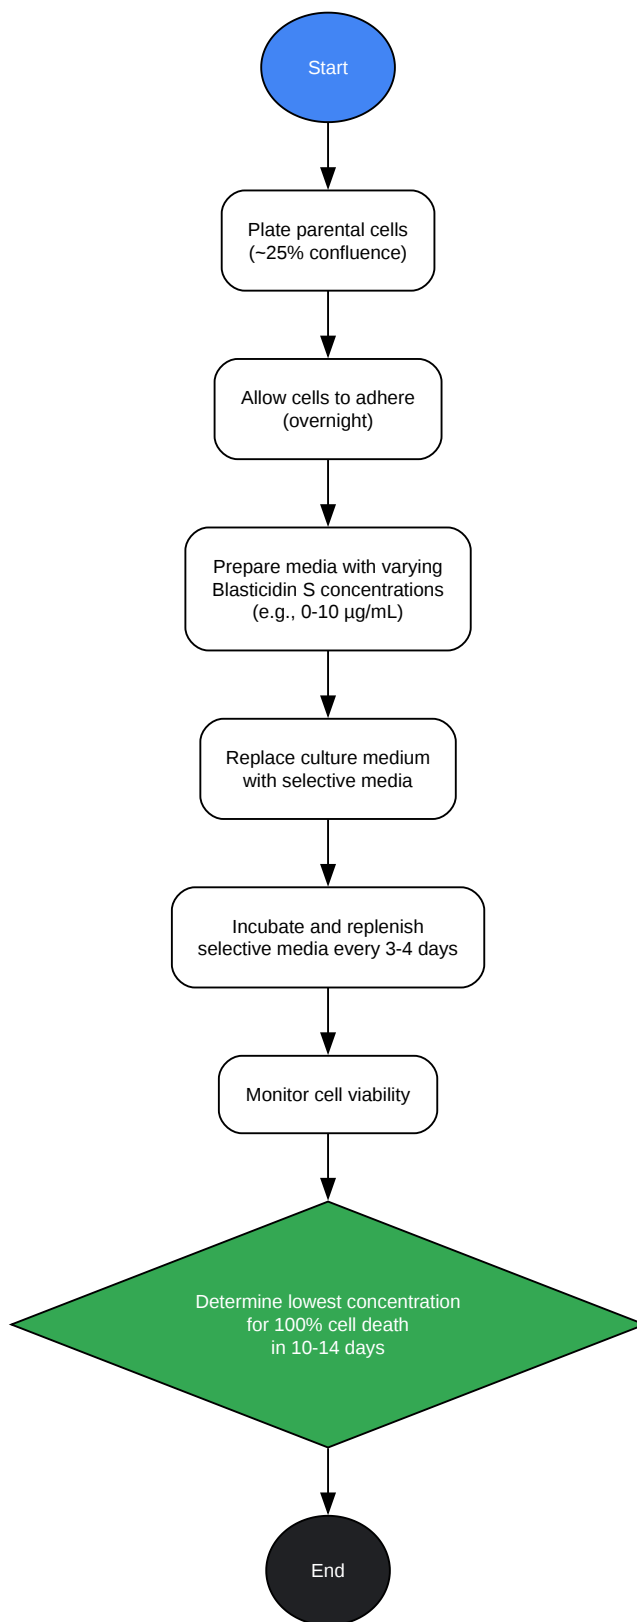 Start
Plate parental cells
(~25% confluence)
Allow cells to adhere
(overnight)
Prepare media with varying
Blasticidin S concentrations
(e.g., 0-10 µg/mL)
Replace culture medium
with selective media
Incubate and replenish
selective media every 3-4 days
Monitor cell viability
Determine lowest concentration
for 100% cell death
in 10-14 days
End